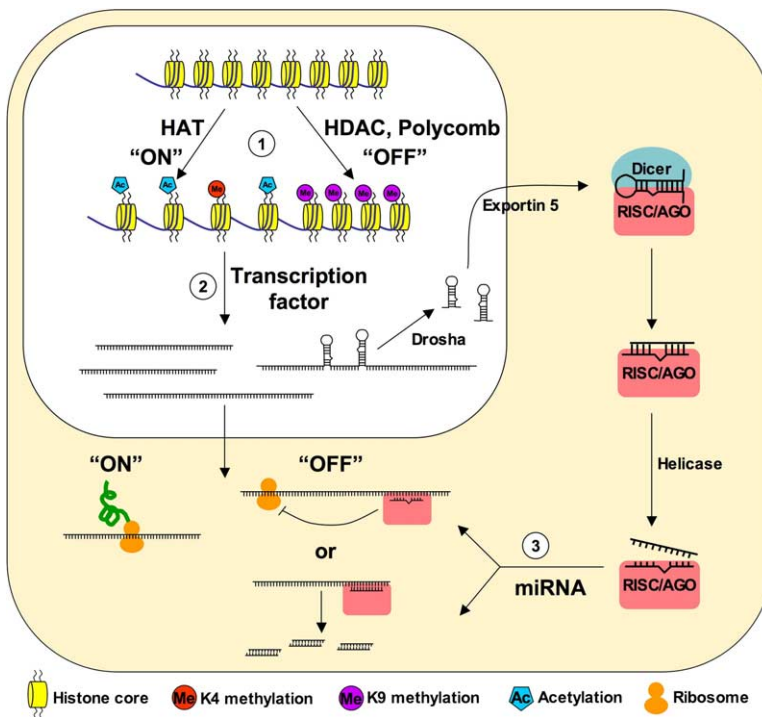 HAT
HDAC, Polycomb
"ON"
1
"OFF"
Ac
Ac
Me
Ac
Me
Me
Me
Me
Exportin 5
Dicer
RISC/AGO
2
Transcription
factor
Drosha
RISC/AGO
"ON"
"OFF"
Helicase
or
3
miRNA
RISC/AGO
Histone core
Me
K4 methylation
Me
K9 methylation
Ac
Acetylation
Ribosome